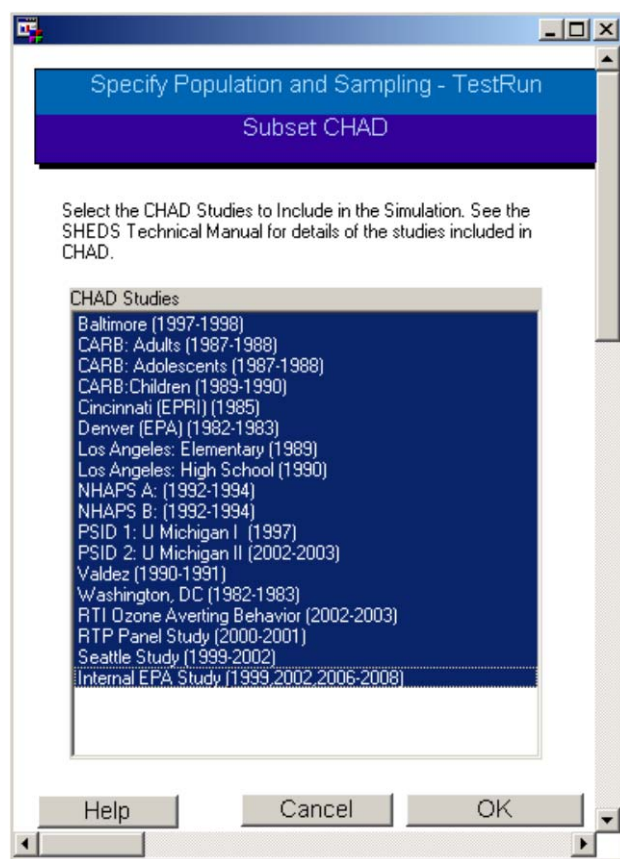 Specify Population and Sampling - TestRun
Subset CHAD
Select the CHAD Studies to Include in the Simulation. See the
SHEDS Technical Manual for details of the studies included in
CHAD.
CHAD Studies
Baltimore (1997-1998)
CARB: Adults (1987-1988)
CARB: Adolescents (1987-1988)
CARB:Children (1989-1990)
Cincinnati (EPRI) (1985)
Denver (EPA) (1982-1983)
Los Angeles: Elementary (1989)
Los Angeles: High School (1990)
NHAPS A: (1992-1994)
NHAPS B: (1992-1994)
PSID 1: U Michigan I  (1997)
PSID 2: U Michigan II (2002-2003)
Valdez (1990-1991)
Washington, DC (1982-1983)
RTI Ozone Averting Behavior (2002-2003)
RTP Panel Study (2000-2001)
Seattle Study (1999-2002)
Internal EPA Study (1999,2002,2006-2008)
Help Cancel OK